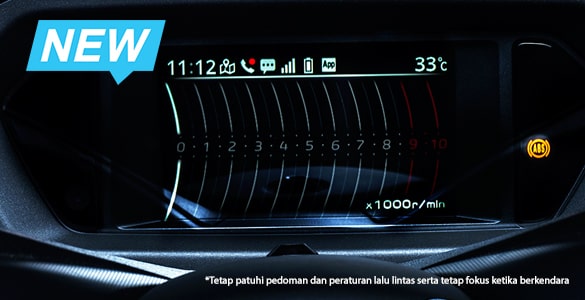 NEW
11:12 App 33°c
0 · 1 · 2 · 3 · 4 · 5 · 6 · 7 · 8 · 9 · 10
x1000r/min
ABS
*Tetap patuhi pedoman dan peraturan lalu lintas serta tetap fokus ketika berkendara